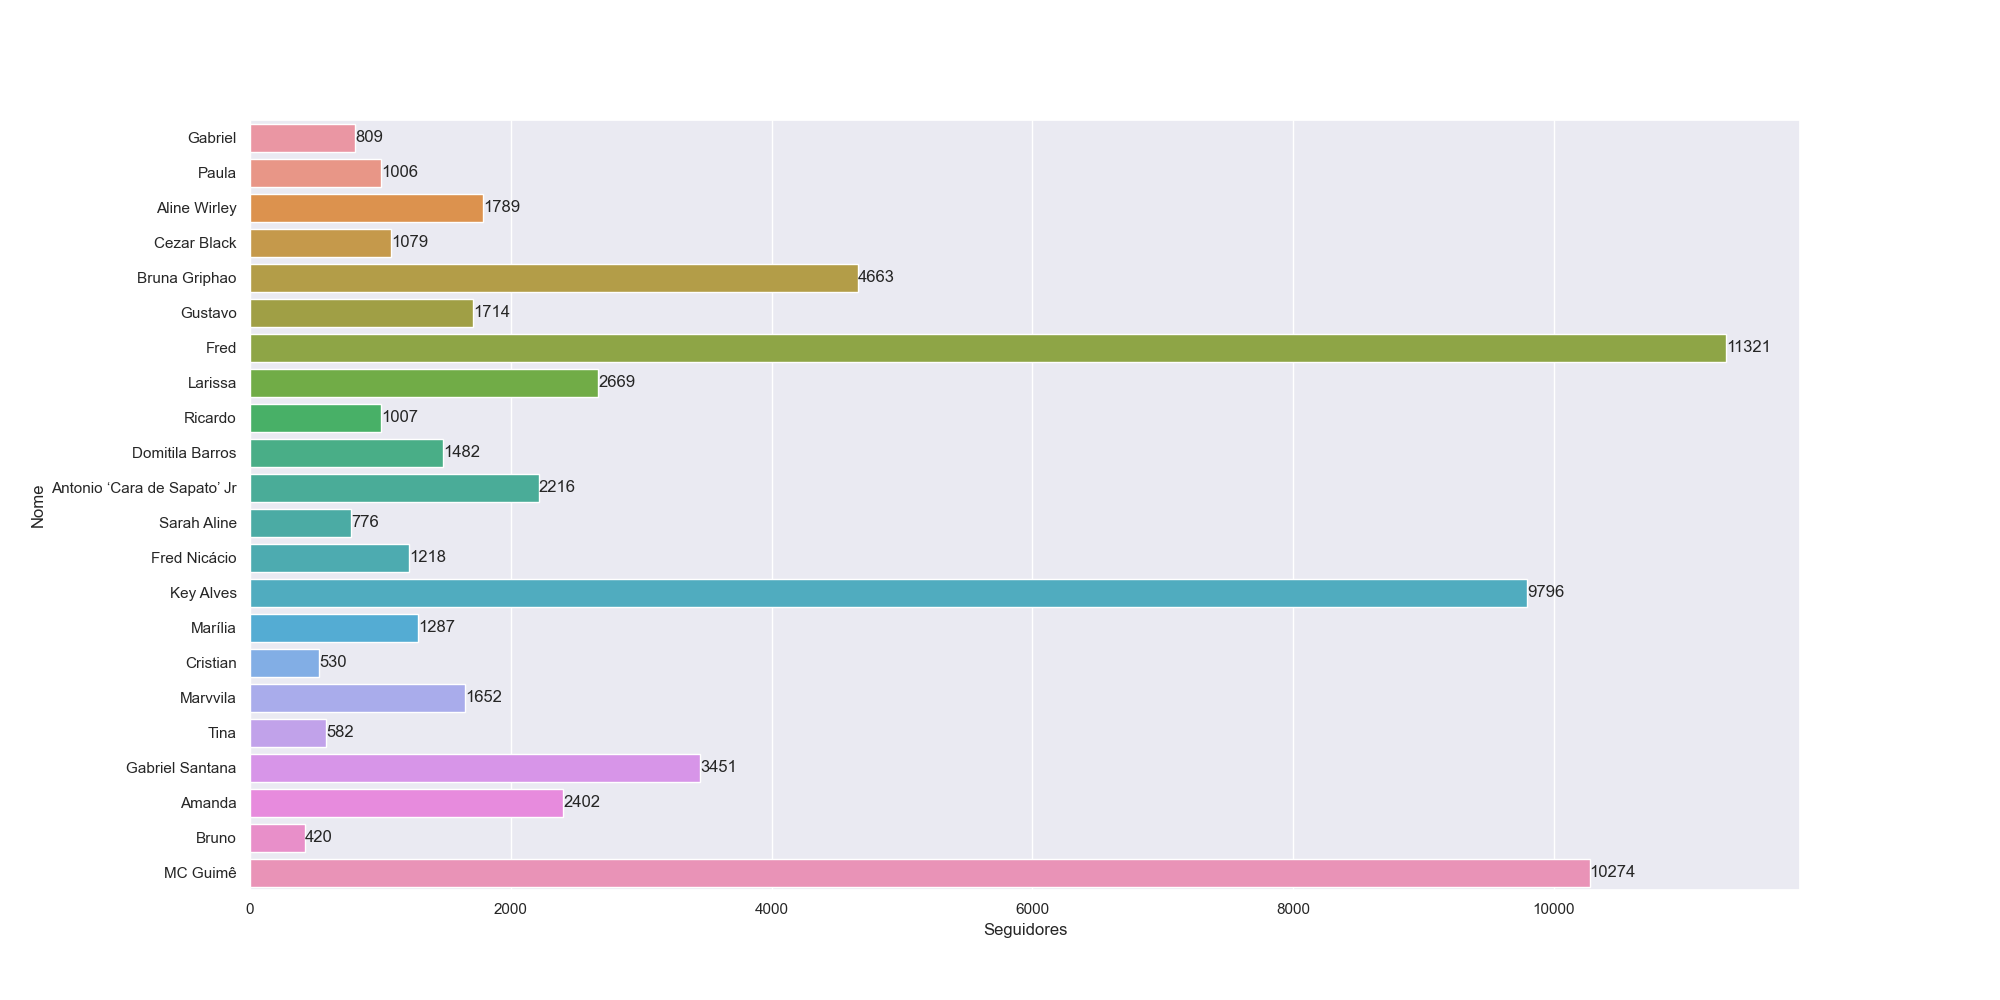 Gabriel 809
Paula 1006
Aline Wirley 1789
Cezar Black 1079
Bruna Griphao 4663
Gustavo 1714
Fred 11321
Larissa 2669
Ricardo 1007
Domitila Barros 1482
Antonio ‘Cara de Sapato’ Jr 2216
Sarah Aline 776
Fred Nicácio 1218
Key Alves 9796
Marília 1287
Cristian 530
Marvvila 1652
Tina 582
Gabriel Santana 3451
Amanda 2402
Bruno 420
MC Guimê 10274
Nome
0 2000 4000 6000 8000 10000
Seguidores